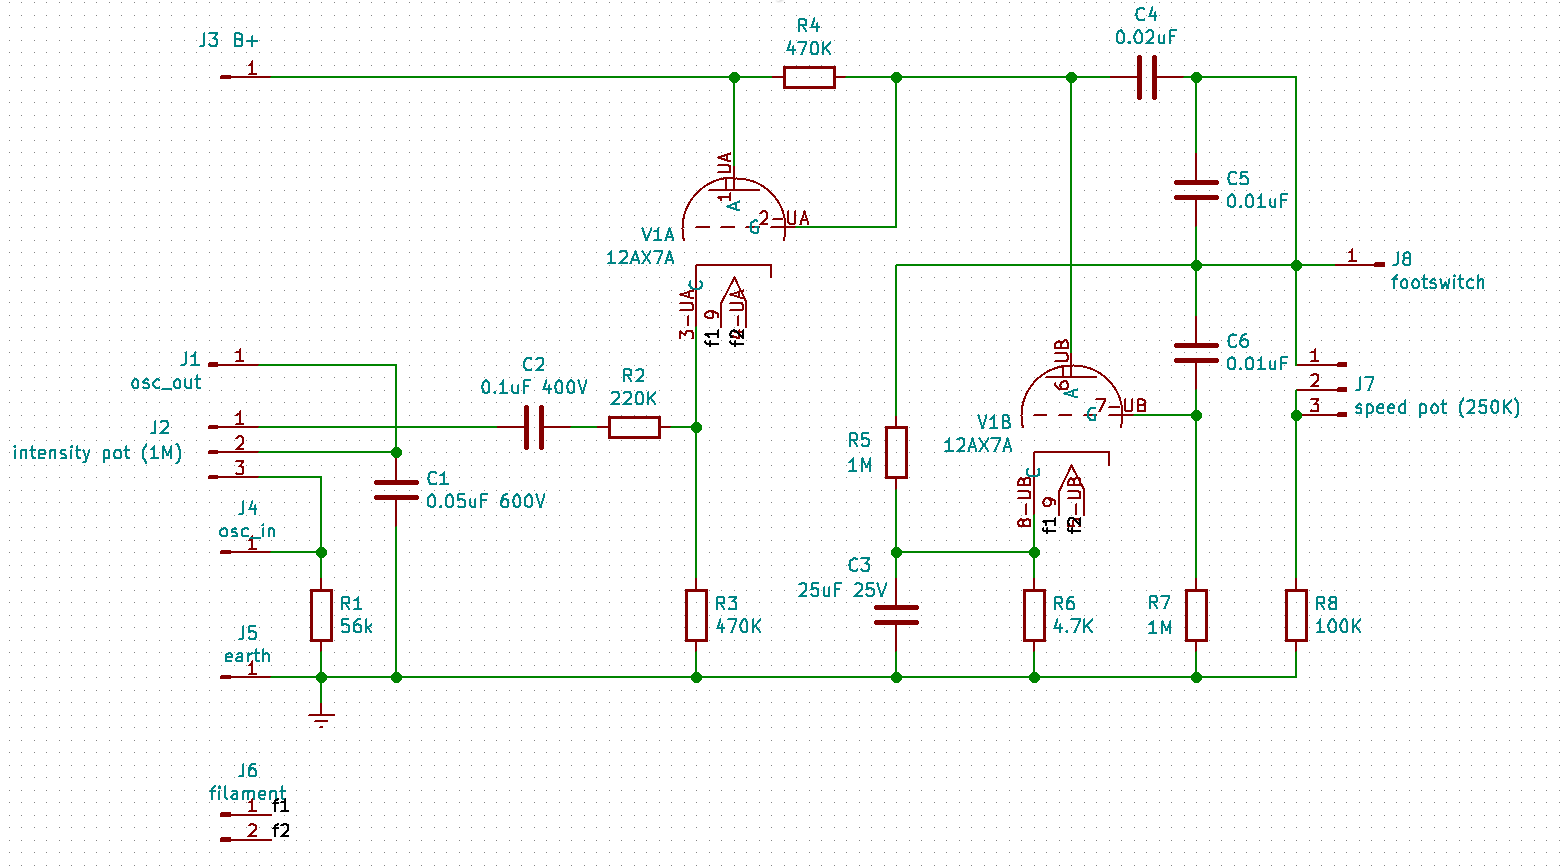 J3 B+
1
R4
470K
C4
0.02uF
UA
1
A
2-UA
G
V1A
12AX7A
C
3-UA
9
f1
f2
C5
0.01uF
1
J8
footswitch
J1
osc_out
1
J2
intensity pot (1M)
1
2
3
C2
0.1uF 400V
R2
220K
C1
0.05uF 600V
J4
osc_in
1
UB
6
A
7-UB
G
V1B
12AX7A
C
8-UB
9
f1
f2
C6
0.01uF
1
2
3
J7
speed pot (250K)
R5
1M
C3
25uF 25V
R1
56k
R3
470K
R6
4.7K
R7
1M
R8
100K
J5
earth
1
J6
filament
1 f1
2 f2